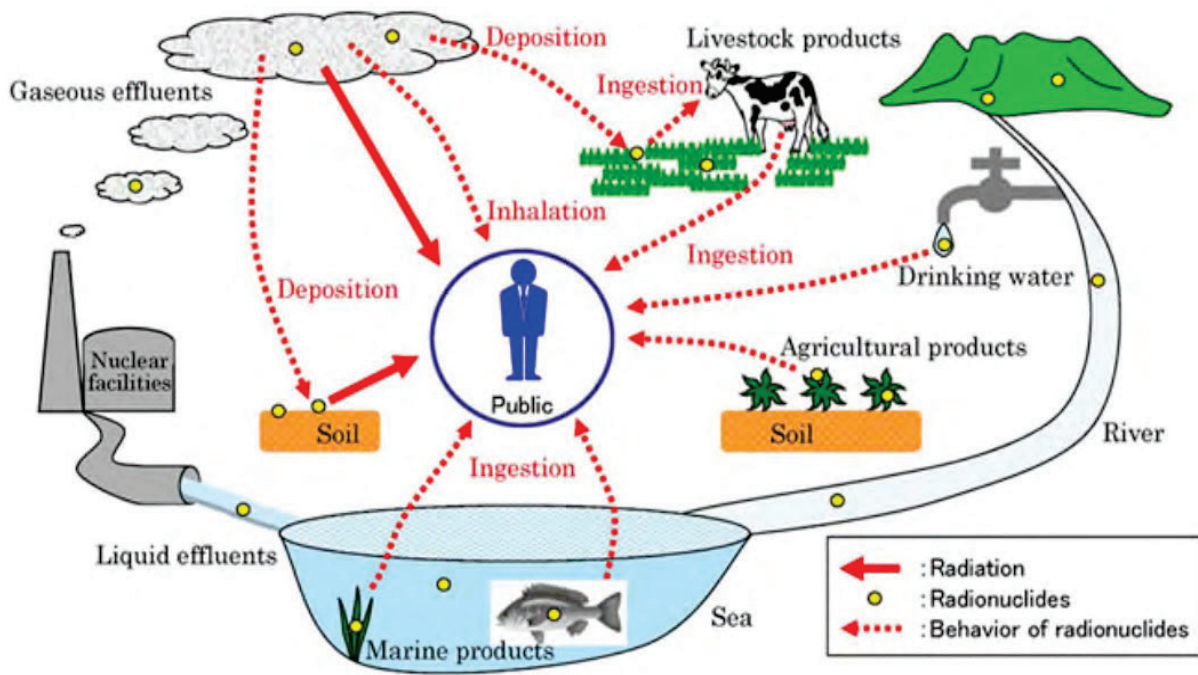 Deposition
Livestock products
Gaseous effluents
Ingestion
Inhalation
Ingestion
Deposition
Drinking water
Nuclear
facilities
Agricultural products
Public
Soil
Soil
River
Ingestion
Liquid effluents
Sea
Marine products
: Radiation
: Radionuclides
: Behavior of radionuclides